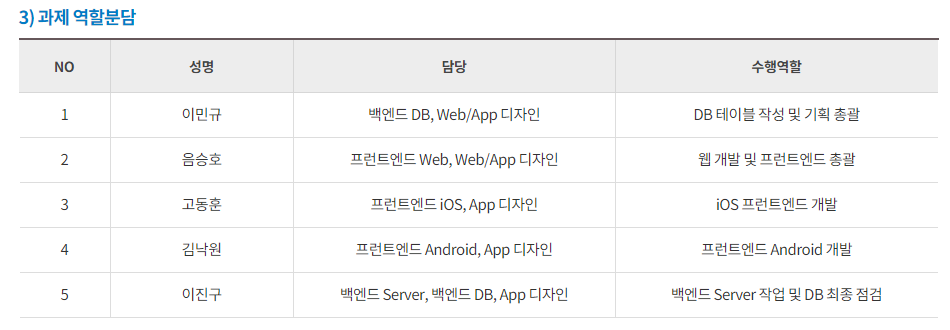 3) 과제 역할분담
NO 성명 담당 수행역할
1 이민규 백엔드 DB, Web/App 디자인 DB 테이블 작성 및 기획 총괄
2 음승호 프런트엔드 Web, Web/App 디자인 웹 개발 및 프런트엔드 총괄
3 고동훈 프런트엔드 iOS, App 디자인 iOS 프런트엔드 개발
4 김낙원 프런트엔드 Android, App 디자인 프런트엔드 Android 개발
5 이진구 백엔드 Server, 백엔드 DB, App 디자인 백엔드 Server 작업 및 DB 최종 점검